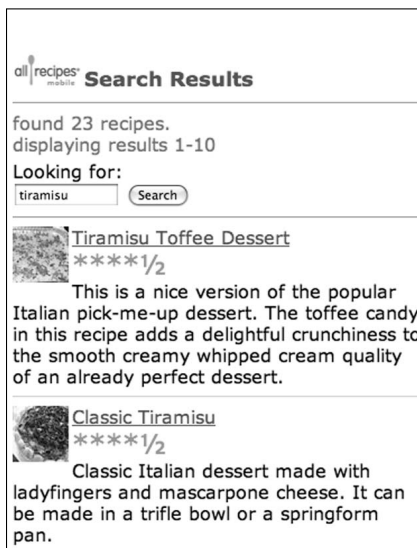 allrecipes mobile Search Results
found 23 recipes.
displaying results 1-10
Looking for:
tiramisu Search
Tiramisu Toffee Dessert
****½
This is a nice version of the popular
Italian pick-me-up dessert. The toffee candy
in this recipe adds a delightful crunchiness to
the smooth creamy whipped cream quality
of an already perfect dessert.
Classic Tiramisu
****½
Classic Italian dessert made with
ladyfingers and mascarpone cheese. It can
be made in a trifle bowl or a springform
pan.